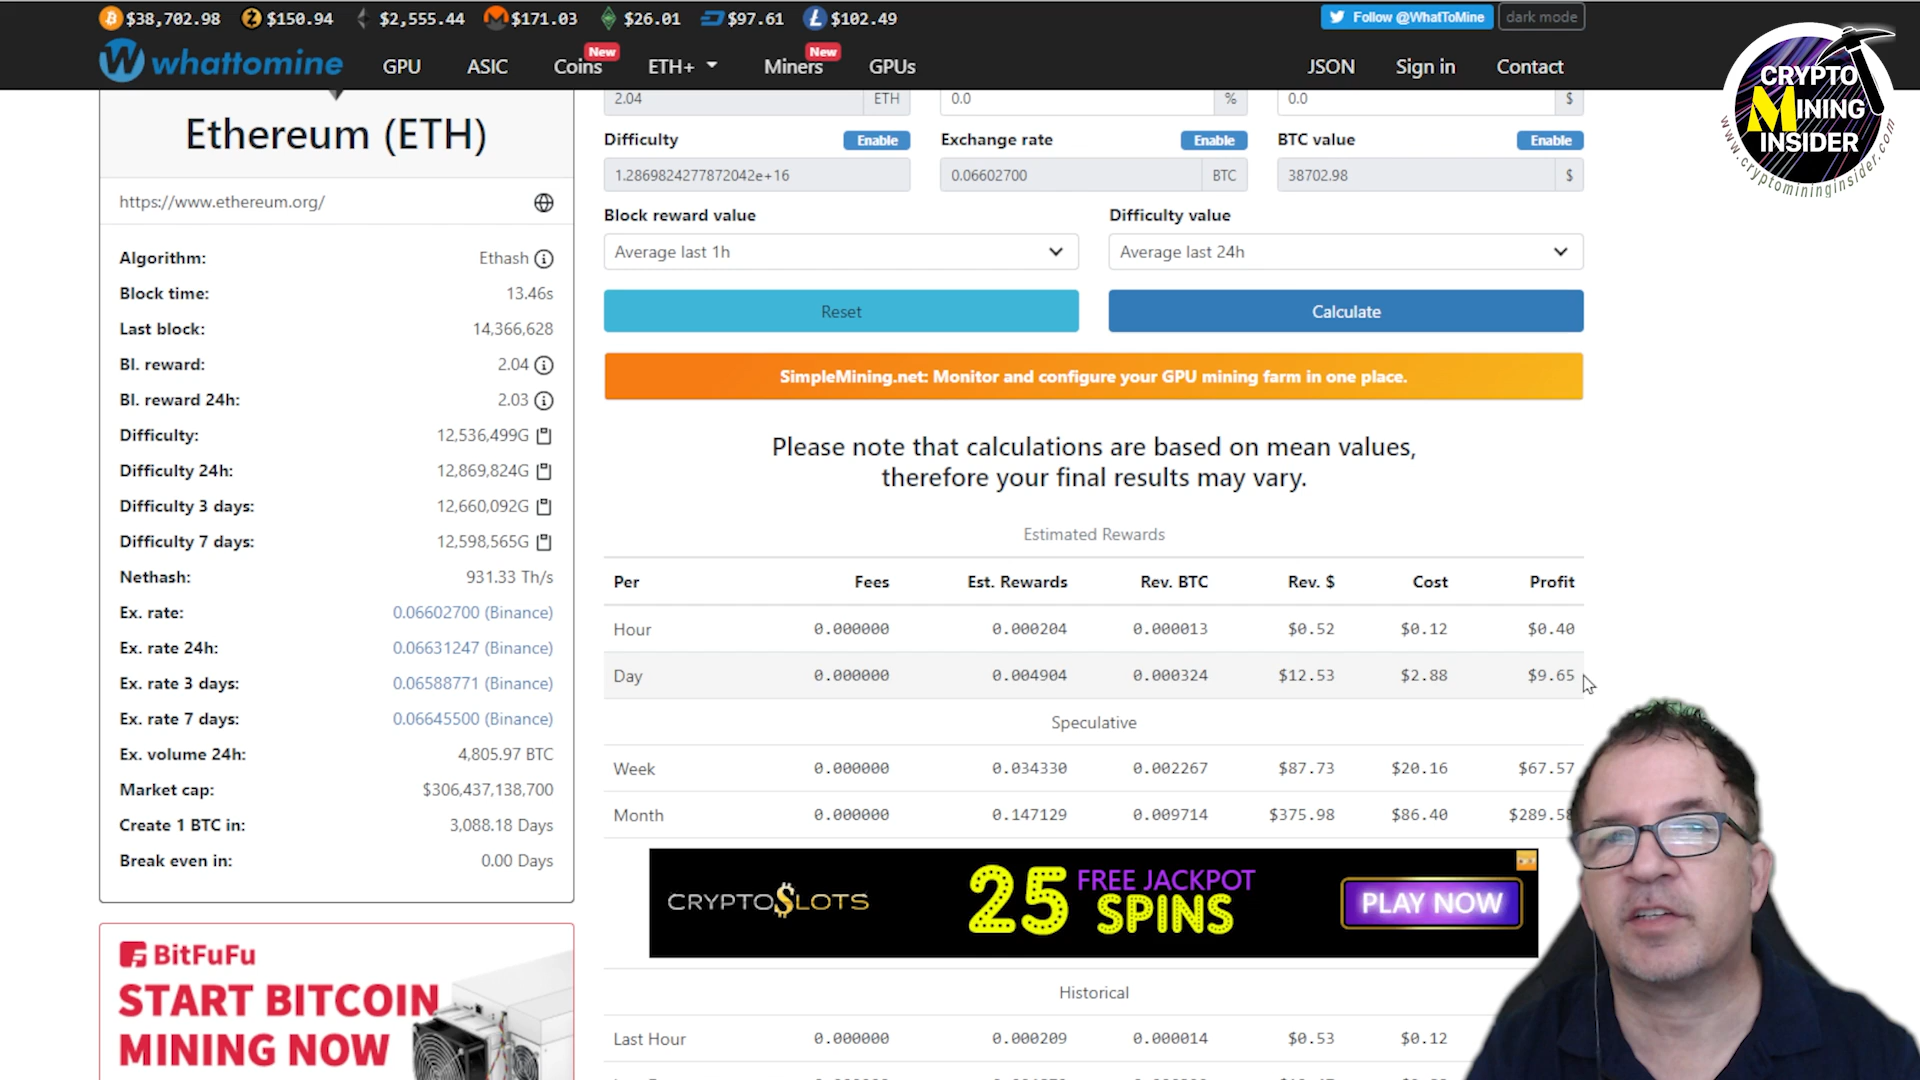 $38,702.98 $150.94 $2,555.44 $171.03 $26.01 $97.61 $102.49 Follow @WhatToMine dark mode
whattomine GPU ASIC Coins New ETH+ Miners New GPUs JSON Sign in Contact
CRYPTO
MINING
INSIDER
www.cryptomininginsider.com
Ethereum (ETH)
https://www.ethereum.org/
Algorithm: Ethash
Block time: 13.46s
Last block: 14,366,628
Bl. reward: 2.04
Bl. reward 24h: 2.03
Difficulty: 12,536,499G
Difficulty 24h: 12,869,824G
Difficulty 3 days: 12,660,092G
Difficulty 7 days: 12,598,565G
Nethash: 931.33 Th/s
Ex. rate: 0.06602700 (Binance)
Ex. rate 24h: 0.06631247 (Binance)
Ex. rate 3 days: 0.06588771 (Binance)
Ex. rate 7 days: 0.06645500 (Binance)
Ex. volume 24h: 4,805.97 BTC
Market cap: $306,437,138,700
Create 1 BTC in: 3,088.18 Days
Break even in: 0.00 Days
BitFuFu
START BITCOIN
MINING NOW
2.04 ETH 0.0 % 0.0 $
Difficulty Enable Exchange rate Enable BTC value Enable
1.2869824277872042e+16 0.06602700 BTC 38702.98 $
Block reward value Difficulty value
Average last 1h Average last 24h
Reset Calculate
SimpleMining.net: Monitor and configure your GPU mining farm in one place.
Please note that calculations are based on mean values,
therefore your final results may vary.
Estimated Rewards
Per Fees Est. Rewards Rev. BTC Rev. $ Cost Profit
Hour 0.000000 0.000204 0.000013 $0.52 $0.12 $0.40
Day 0.000000 0.004904 0.000324 $12.53 $2.88 $9.65
Speculative
Week 0.000000 0.034330 0.002267 $87.73 $20.16 $67.57
Month 0.000000 0.147129 0.009714 $375.98 $86.40
CRYPTO$LOTS 25 FREE JACKPOT
SPINS
PLAY NOW
Historical
Last Hour 0.000000 0.000209 0.000014 $0.53 $0.12